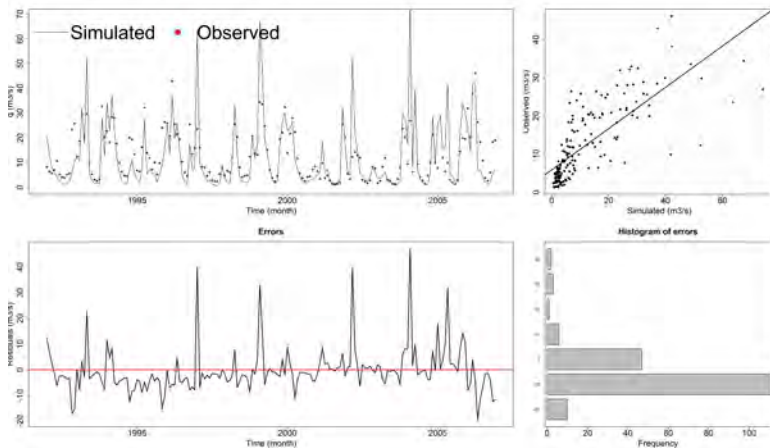 Simulated Observed
70
60
50
40
30
20
10
0
1995 2000 2005
Time (month)
Observed (m3/s)
40
30
20
10
0
0 20 40 60
Simulated (m3/s)
Errors
Residuals (m3/s)
40
30
20
10
0
-10
-20
1995 2000 2005
Time (month)
Histogram of errors
0 20 40 60 80 100
Frequency